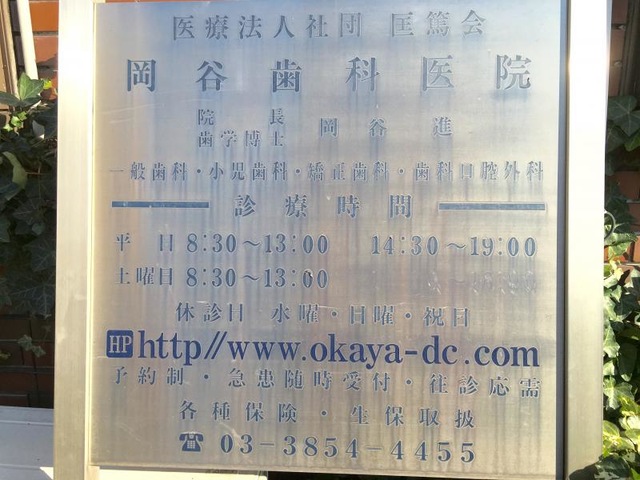 医療法人社団 匡篤会
岡谷歯科医院
院長
歯学博士 岡谷 進
一般歯科・小児歯科・矯正歯科・歯科口腔外科
診療時間
平日 8:30〜13:00 14:30〜19:00
土曜日 8:30〜13:00
休診日 水曜・日曜・祝日
HP http//www.okaya-dc.com
予約制・急患随時受付・往診応需
各種保険・生保取扱
☎ 03-3854-4455